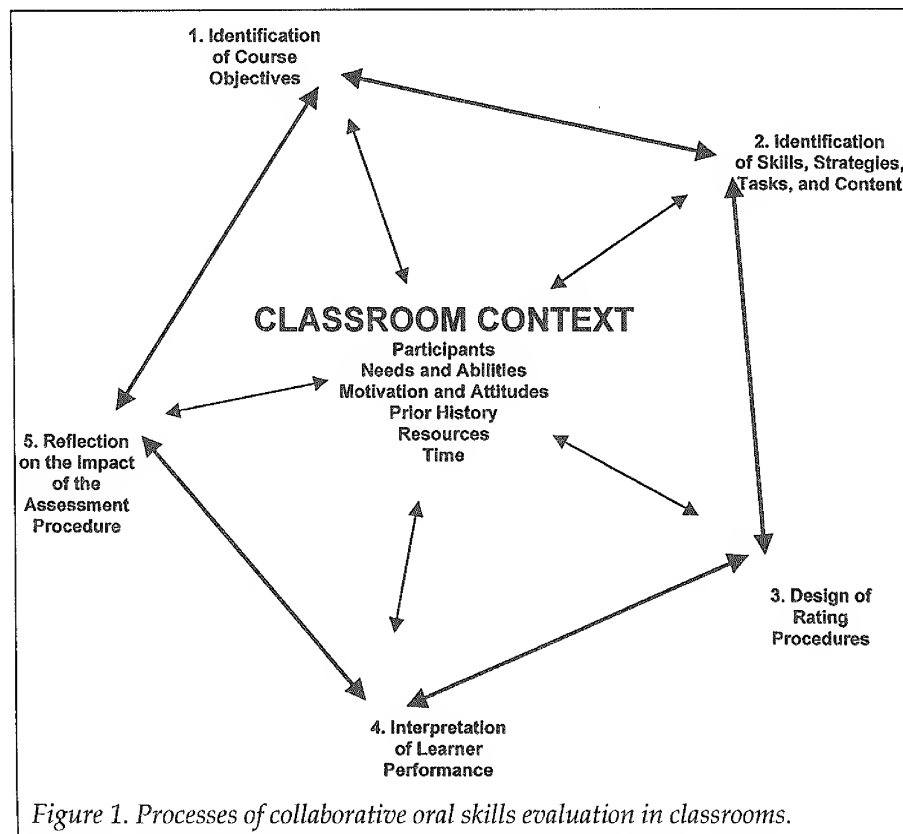 1. Identification
of Course
Objectives
2. Identification
of Skills, Strategies,
Tasks, and Content
CLASSROOM CONTEXT
Participants
Needs and Abilities
Motivation and Attitudes
Prior History
Resources
Time
5. Reflection
on the Impact
of the
Assessment
Procedure
3. Design of
Rating
Procedures
4. Interpretation
of Learner
Performance
Figure 1. Processes of collaborative oral skills evaluation in classrooms.